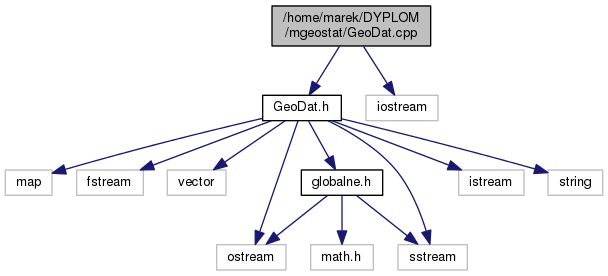 /home/marek/DYPLOM
/mgeostat/GeoDat.cpp
GeoDat.h
iostream
map
fstream
vector
globalne.h
istream
string
ostream
math.h
sstream